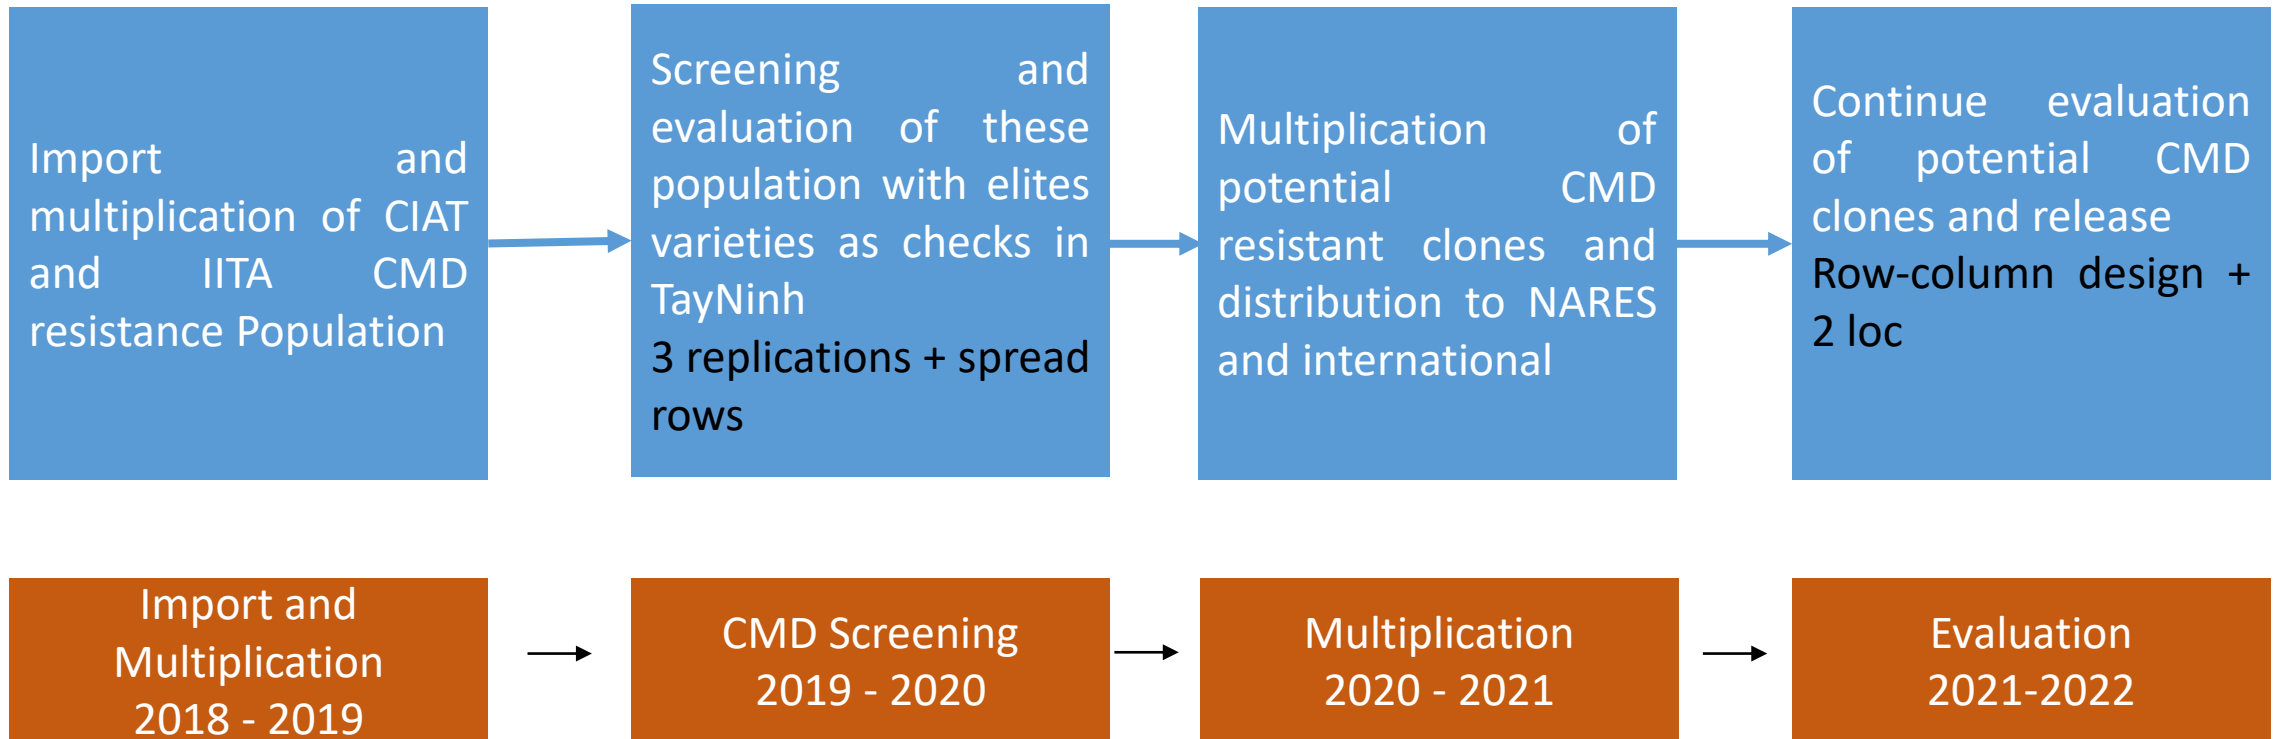 Import and
multiplication of CIAT
and IITA CMD
resistance Population
Screening and
evaluation of these
population with elites
varieties as checks in
TayNinh
3 replications + spread
rows
Multiplication of
potential CMD
resistant clones and
distribution to NARES
and international
Continue evaluation
of potential CMD
clones and release
Row-column design +
2 loc
Import and
Multiplication
2018 - 2019
CMD Screening
2019 - 2020
Multiplication
2020 - 2021
Evaluation
2021-2022